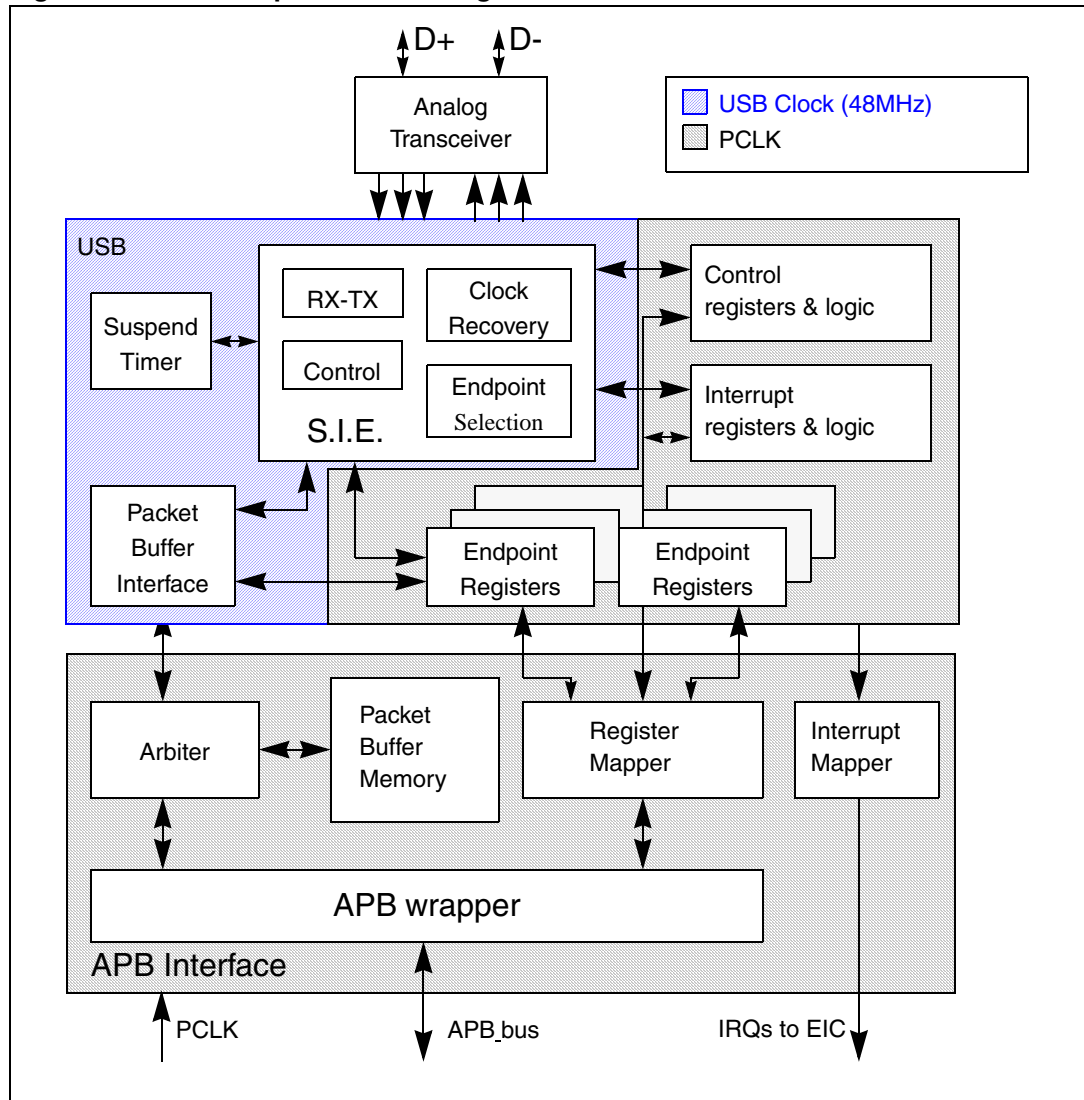 D+ D-
Analog
Transceiver
USB Clock (48MHz)
PCLK
USB
RX-TX
Clock
Recovery
Control
registers & logic
Suspend
Timer
Control
Endpoint
Selection
S.I.E.
Interrupt
registers & logic
Packet
Buffer
Interface
Endpoint
Registers
Endpoint
Registers
Arbiter
Packet
Buffer
Memory
Register
Mapper
Interrupt
Mapper
APB wrapper
APB Interface
PCLK
APB_bus
IRQs to EIC